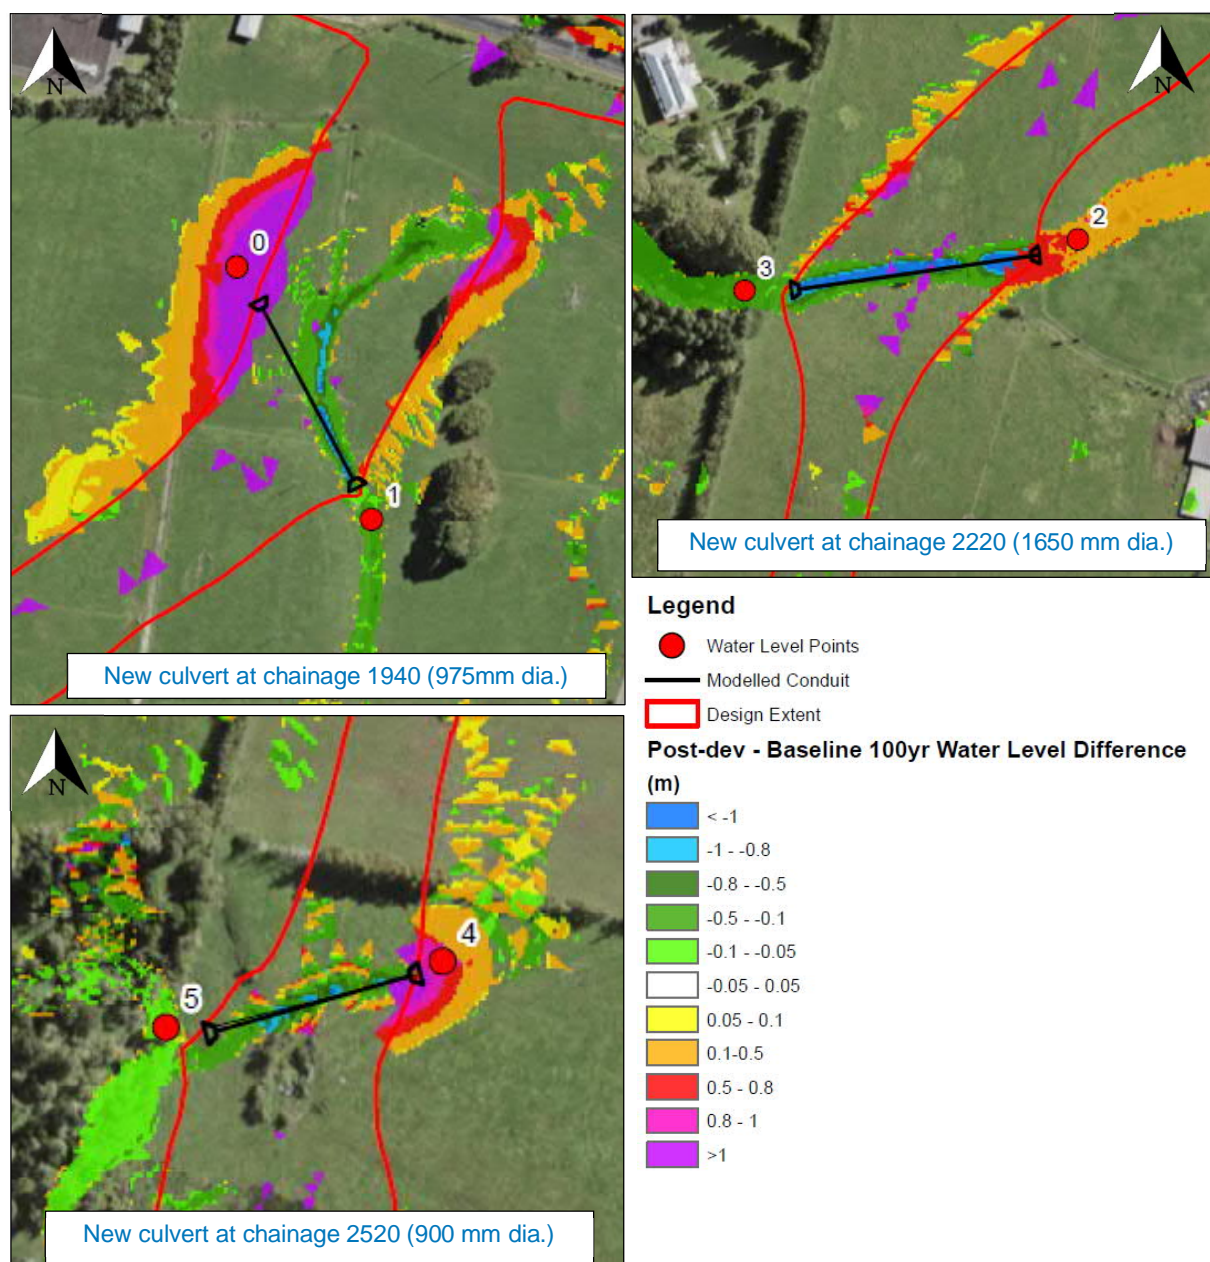 N
0
1
New culvert at chainage 1940 (975mm dia.)
N
2
3
New culvert at chainage 2220 (1650 mm dia.)
N
4
5
New culvert at chainage 2520 (900 mm dia.)
Legend
Water Level Points
Modelled Conduit
Design Extent
Post-dev - Baseline 100yr Water Level Difference
(m)
< -1
-1 - -0.8
-0.8 - -0.5
-0.5 - -0.1
-0.1 - -0.05
-0.05 - 0.05
0.05 - 0.1
0.1-0.5
0.5 - 0.8
0.8 - 1
>1